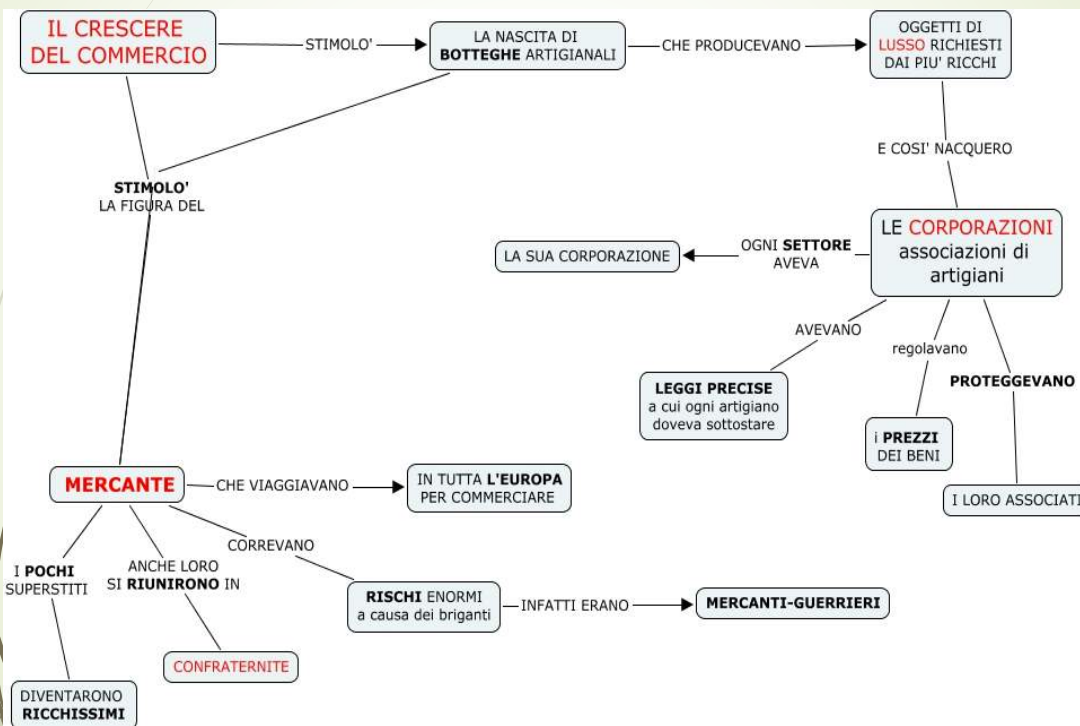 IL CRESCERE
DEL COMMERCIO
STIMOLO'
LA NASCITA DI
BOTTEGHE ARTIGIANALI
CHE PRODUCEVANO
OGGETTI DI
LUSSO RICHIESTI
DAI PIU' RICCHI
E COSI' NACQUERO
STIMOLO'
LA FIGURA DEL
LE CORPORAZIONI
associazioni di
artigiani
OGNI SETTORE
AVEVA
LA SUA CORPORAZIONE
AVEVANO
regolavano
PROTEGGEVANO
LEGGI PRECISE
a cui ogni artigiano
doveva sottostare
i PREZZI
DEI BENI
I LORO ASSOCIATI
MERCANTE
CHE VIAGGIAVANO
IN TUTTA L'EUROPA
PER COMMERCIARE
I POCHI
SUPERSTITI
ANCHE LORO
SI RIUNIRONO IN
CORREVANO
RISCHI ENORMI
a causa dei briganti
INFATTI ERANO
MERCANTI-GUERRIERI
CONFRATERNITE
DIVENTARONO
RICCHISSIMI